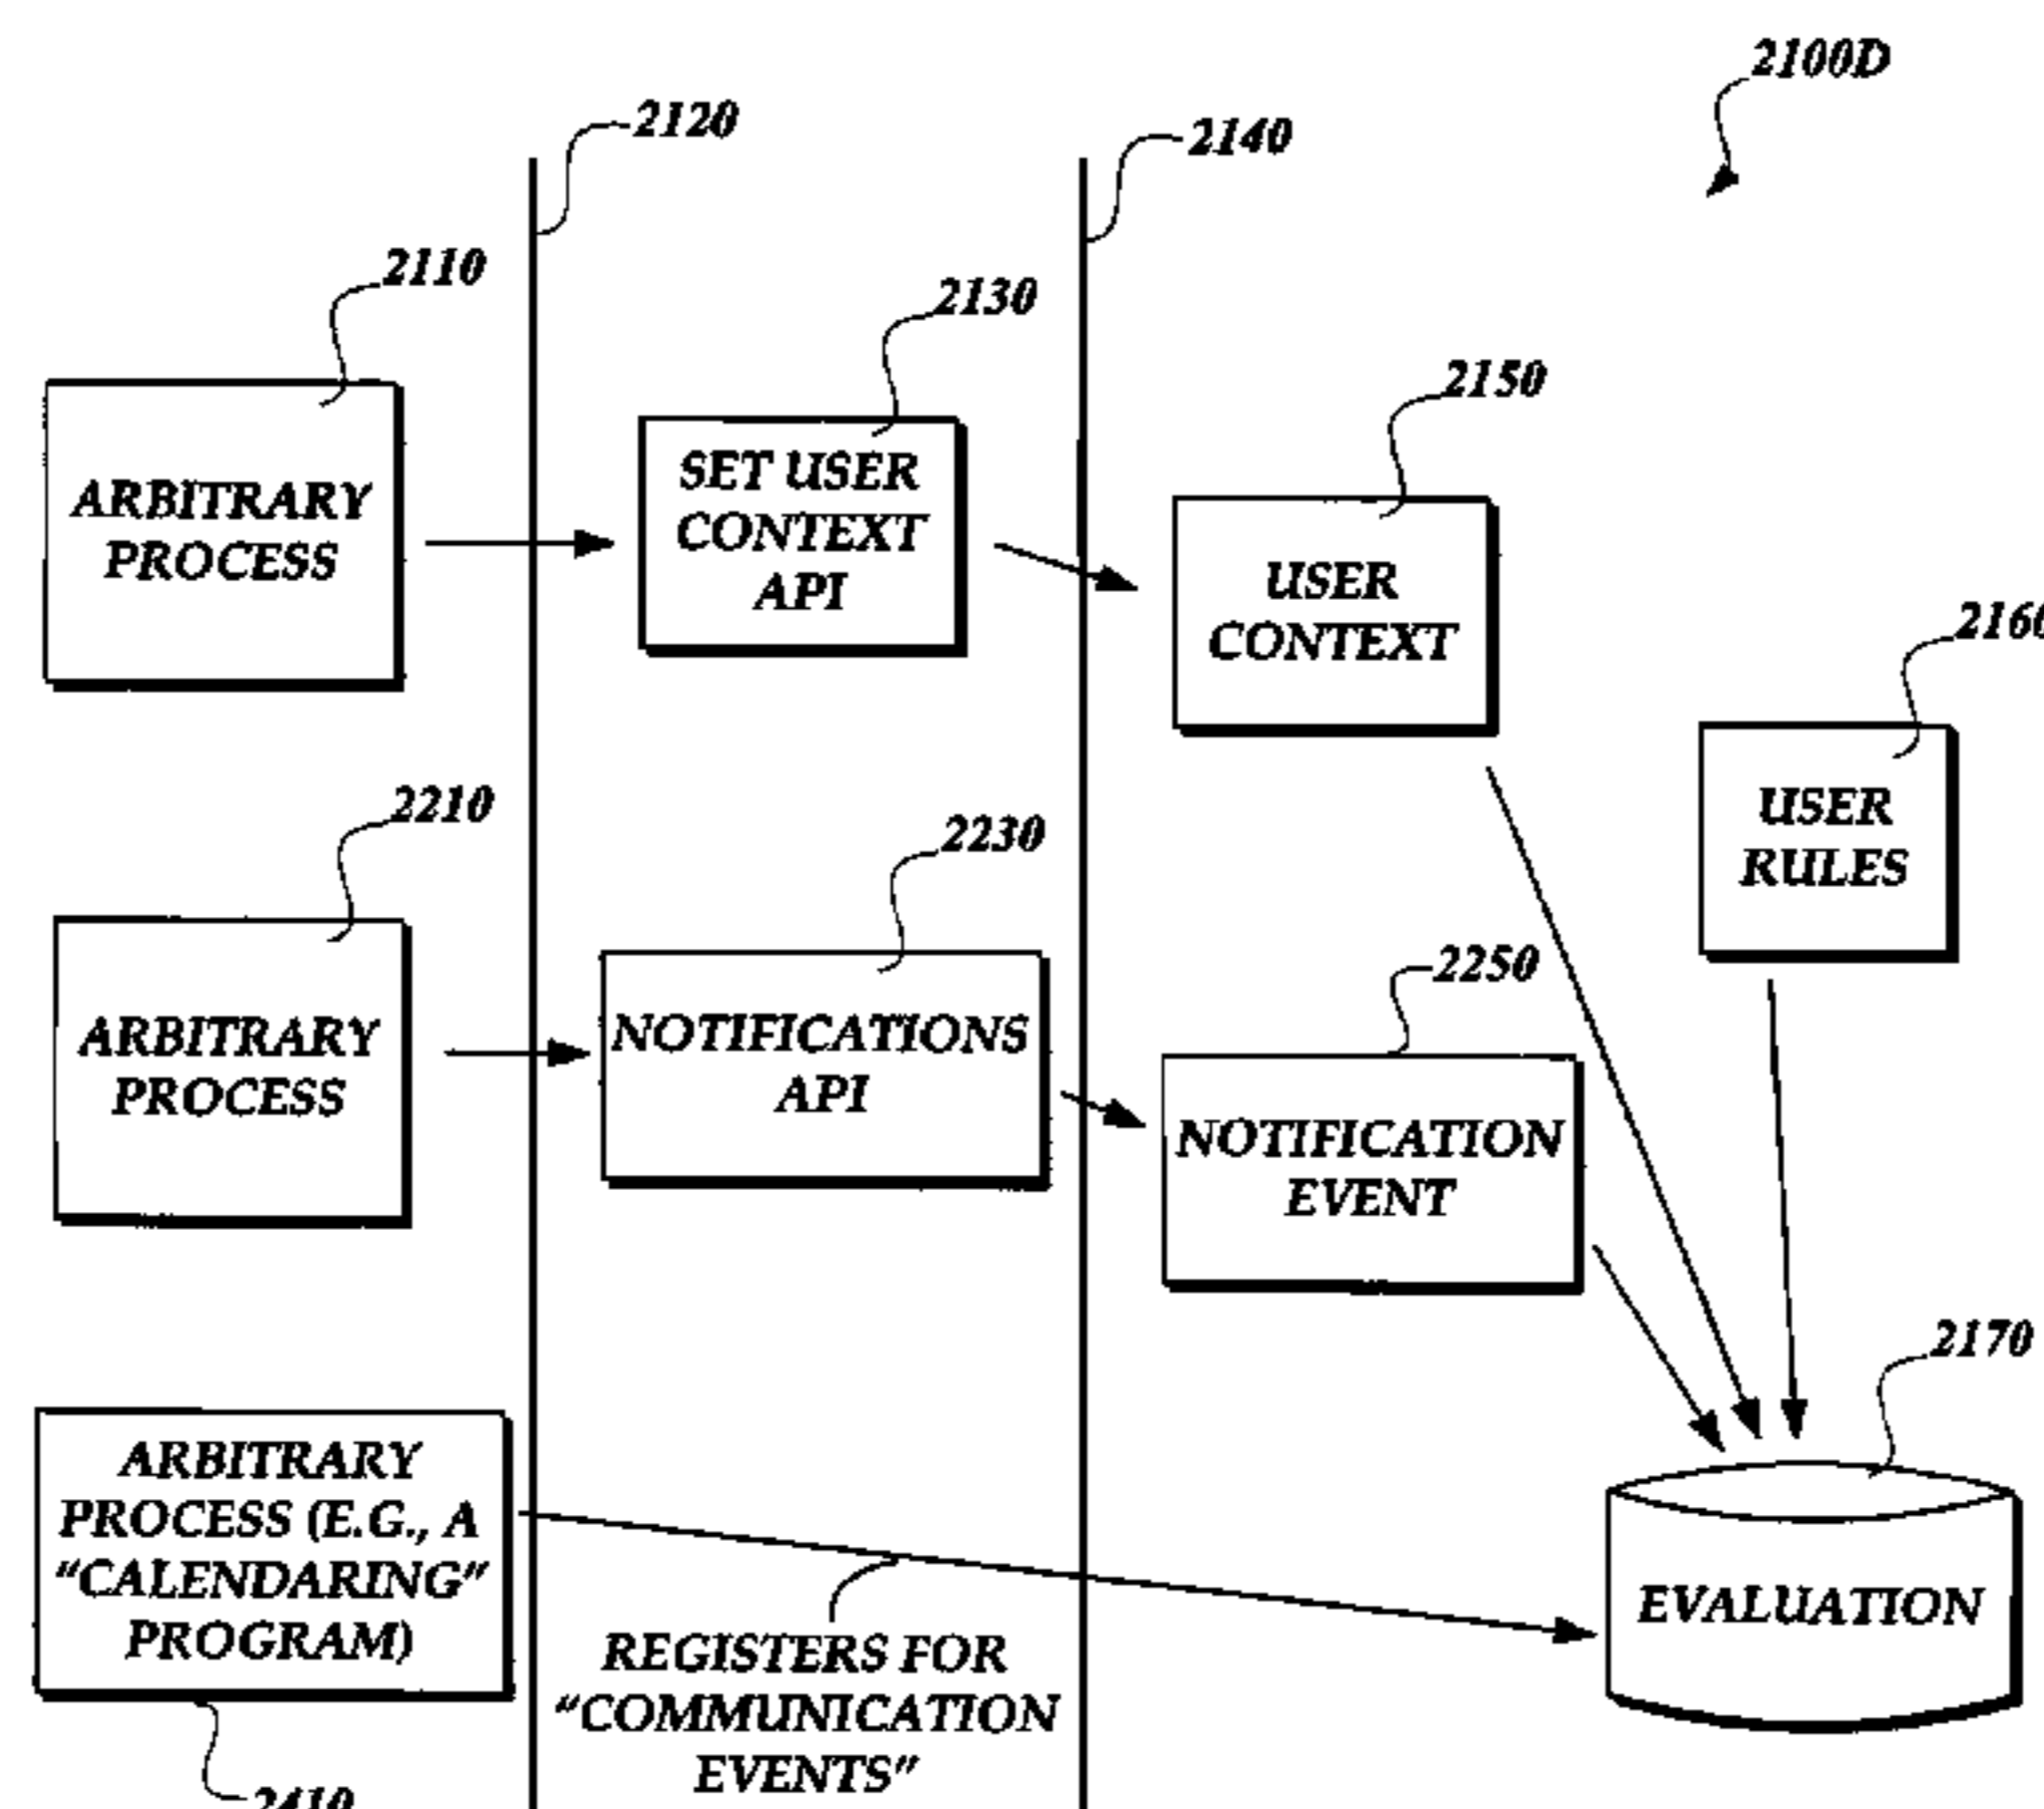 2100D
2120
2140
2110
2130
2150
ARBITRARY
PROCESS
SET USER
CONTEXT
API
USER
CONTEXT
2160
USER
RULES
2210
2230
2250
ARBITRARY
PROCESS
NOTIFICATIONS
API
NOTIFICATION
EVENT
2170
ARBITRARY
PROCESS (E.G., A
"CALENDARING"
PROGRAM)
EVALUATION
REGISTERS FOR
"COMMUNICATION
EVENTS"
2410